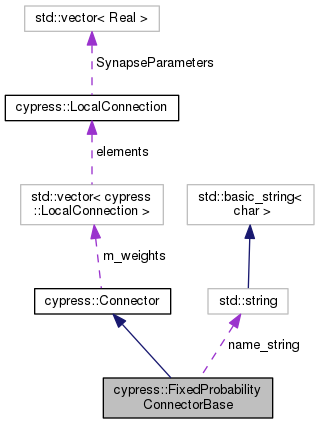 std::vector< Real >
SynapseParameters
cypress::LocalConnection
elements
std::vector< cypress
::LocalConnection >
std::basic_string<
char >
m_weights
cypress::Connector
std::string
name_string
cypress::FixedProbability
ConnectorBase